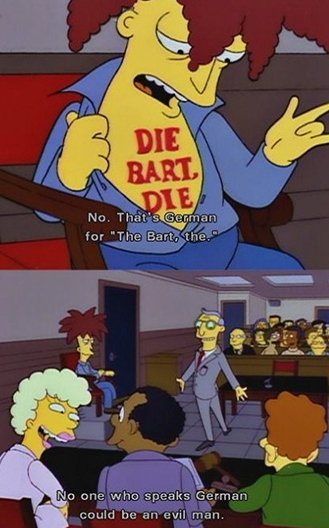 DIE
BART,
DIE
No. That's German
for "The Bart, the."
No one who speaks German
could be an evil man.